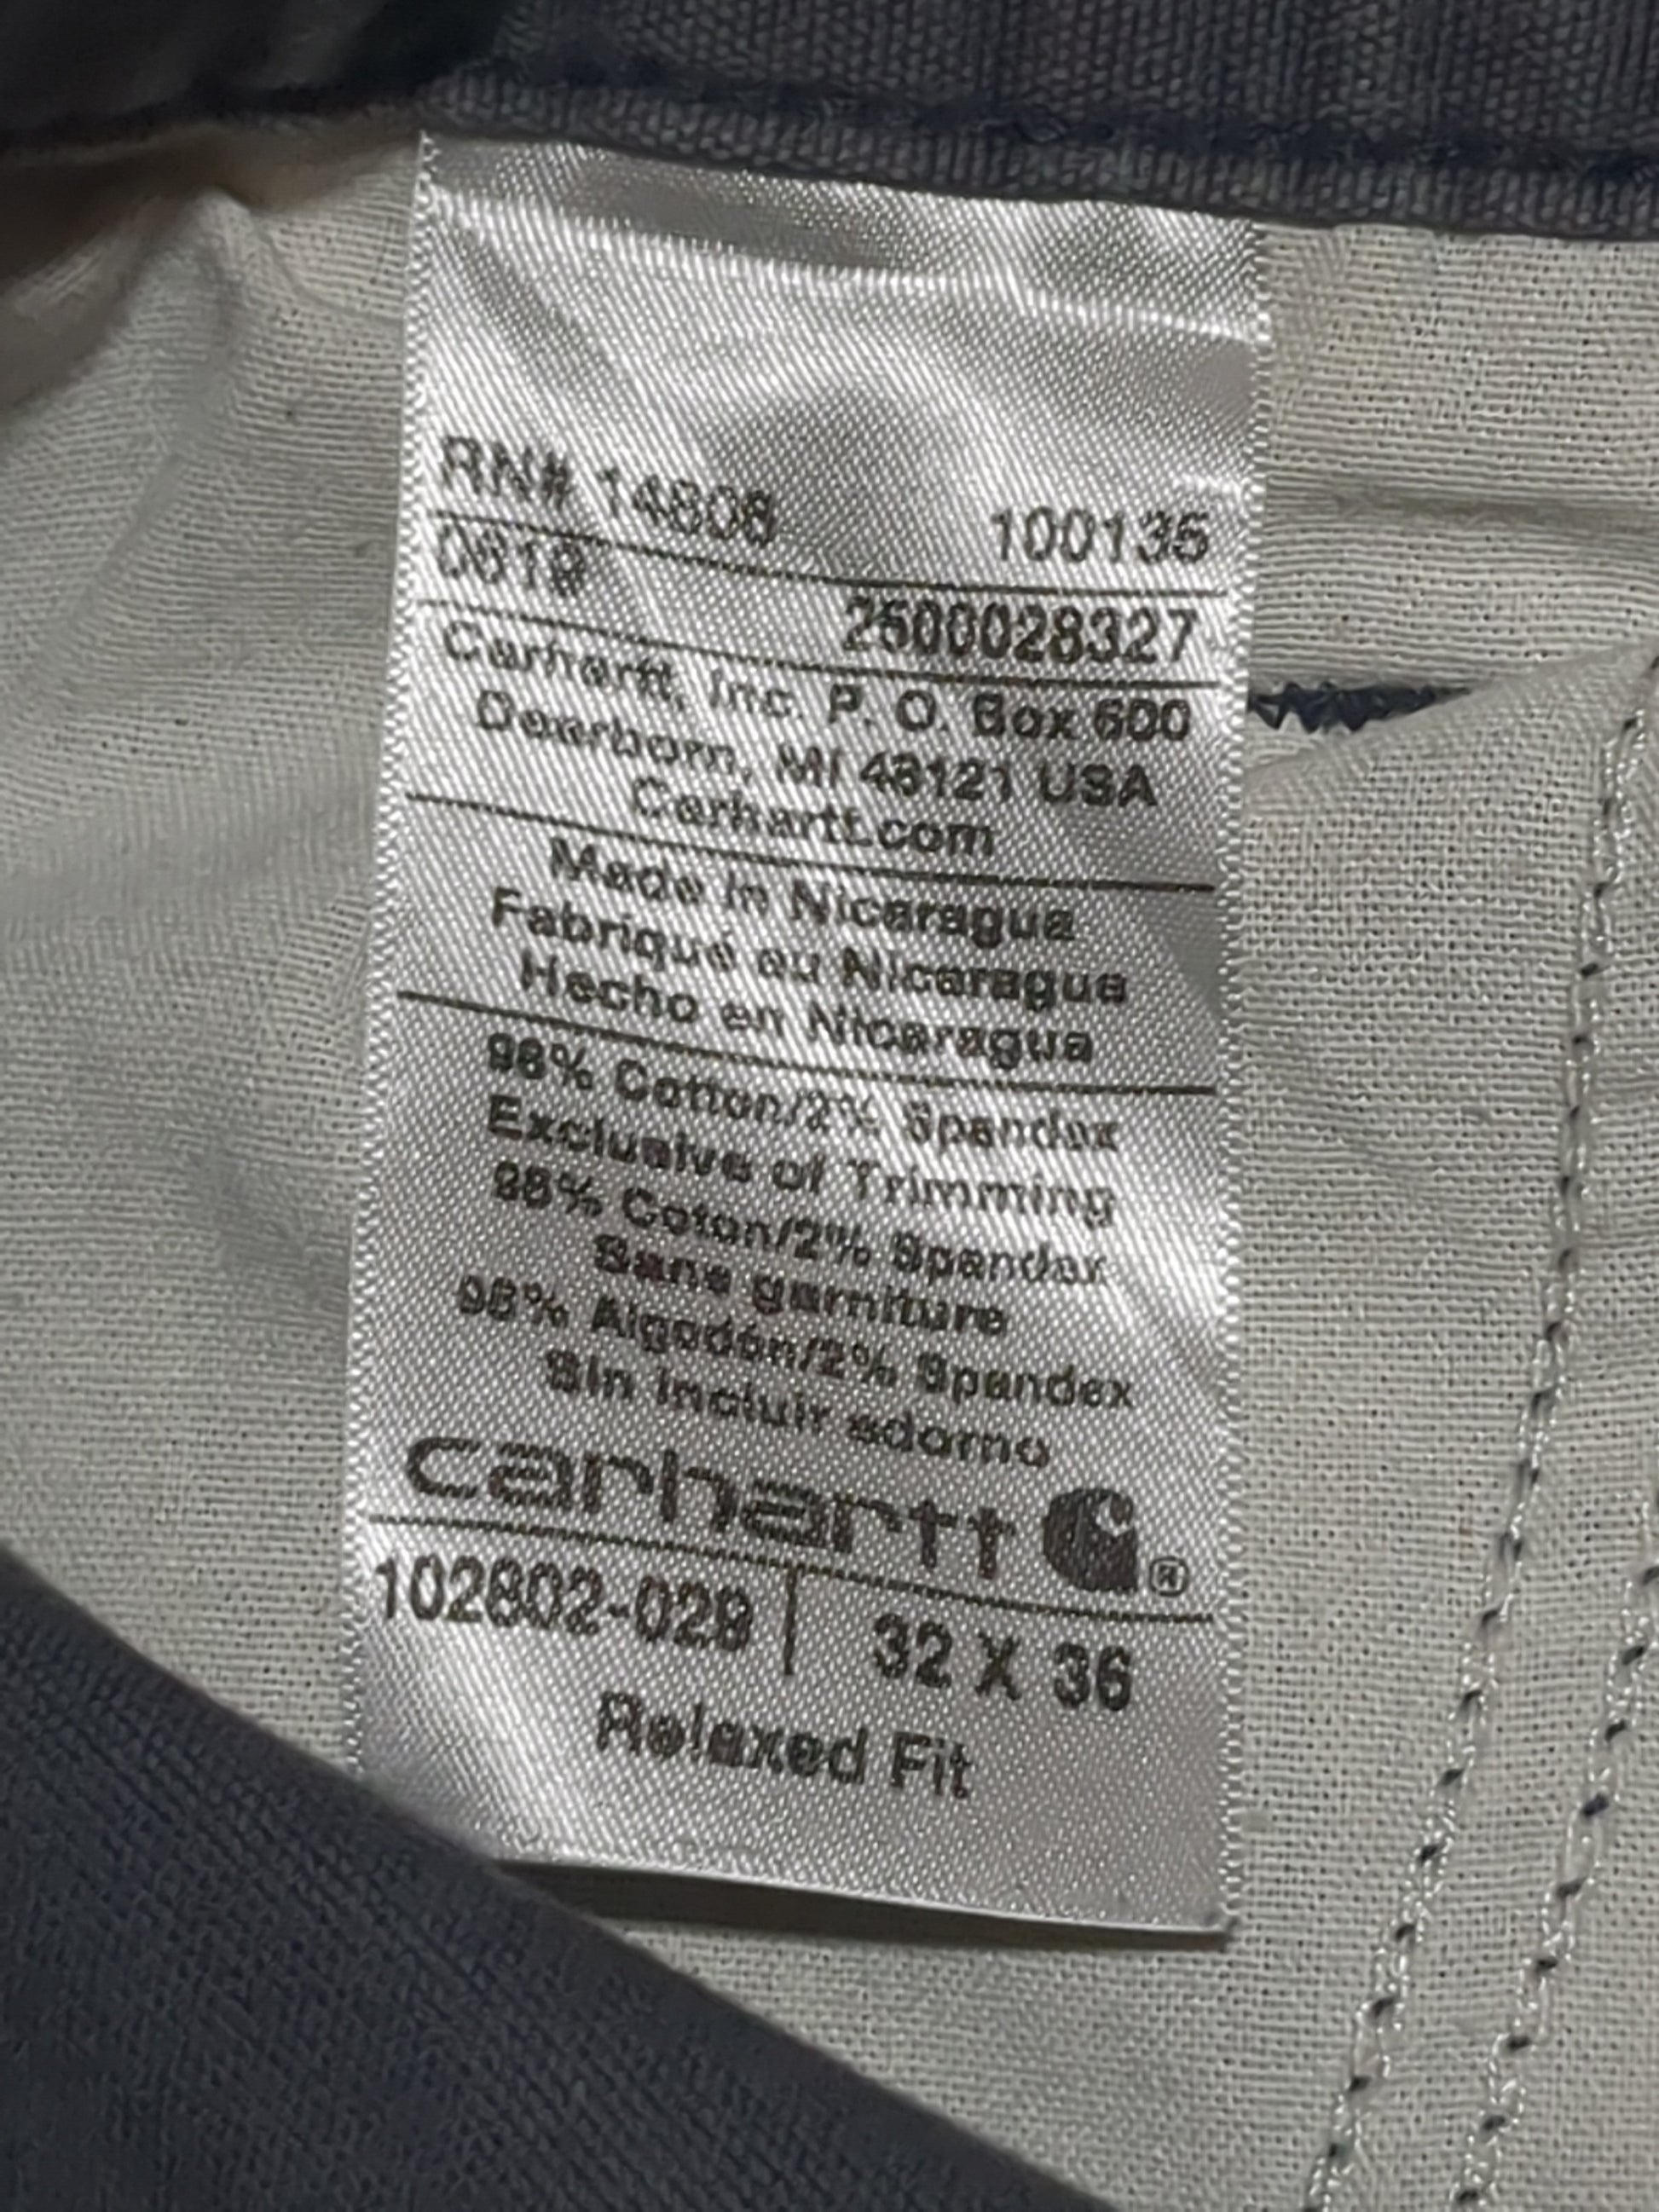 RN# 14806 100135
0619 2500028327
Carhartt, Inc. P. O. Box 600
Dearborn, MI 48121 USA
Carhartt.com
Made in Nicaragua
Fabriqué au Nicaragua
Hecho en Nicaragua
98% Cotton/2% Spandex
Exclusive of Trimming
98% Coton/2% Spandex
Sans garniture
98% Algodón/2% Spandex
Sin incluir adorno
carhartt ®
102802-029 | 32 X 36
Relaxed Fit